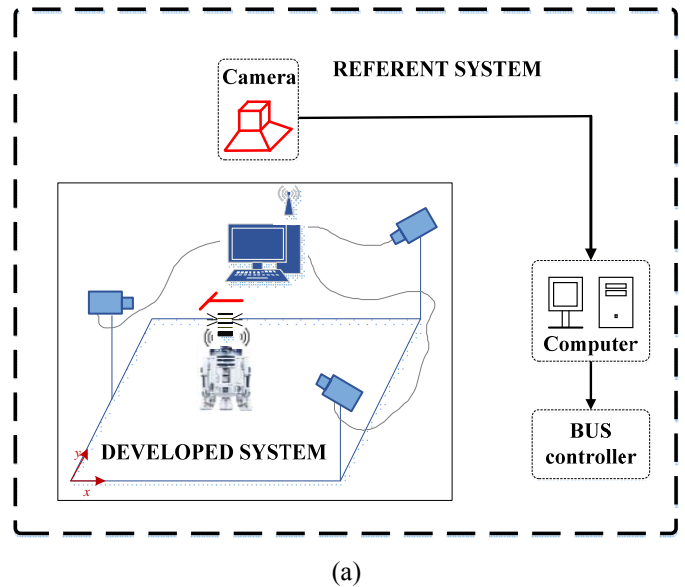 Camera
REFERENT SYSTEM
Computer
BUS
controller
DEVELOPED SYSTEM
y
x
(a)